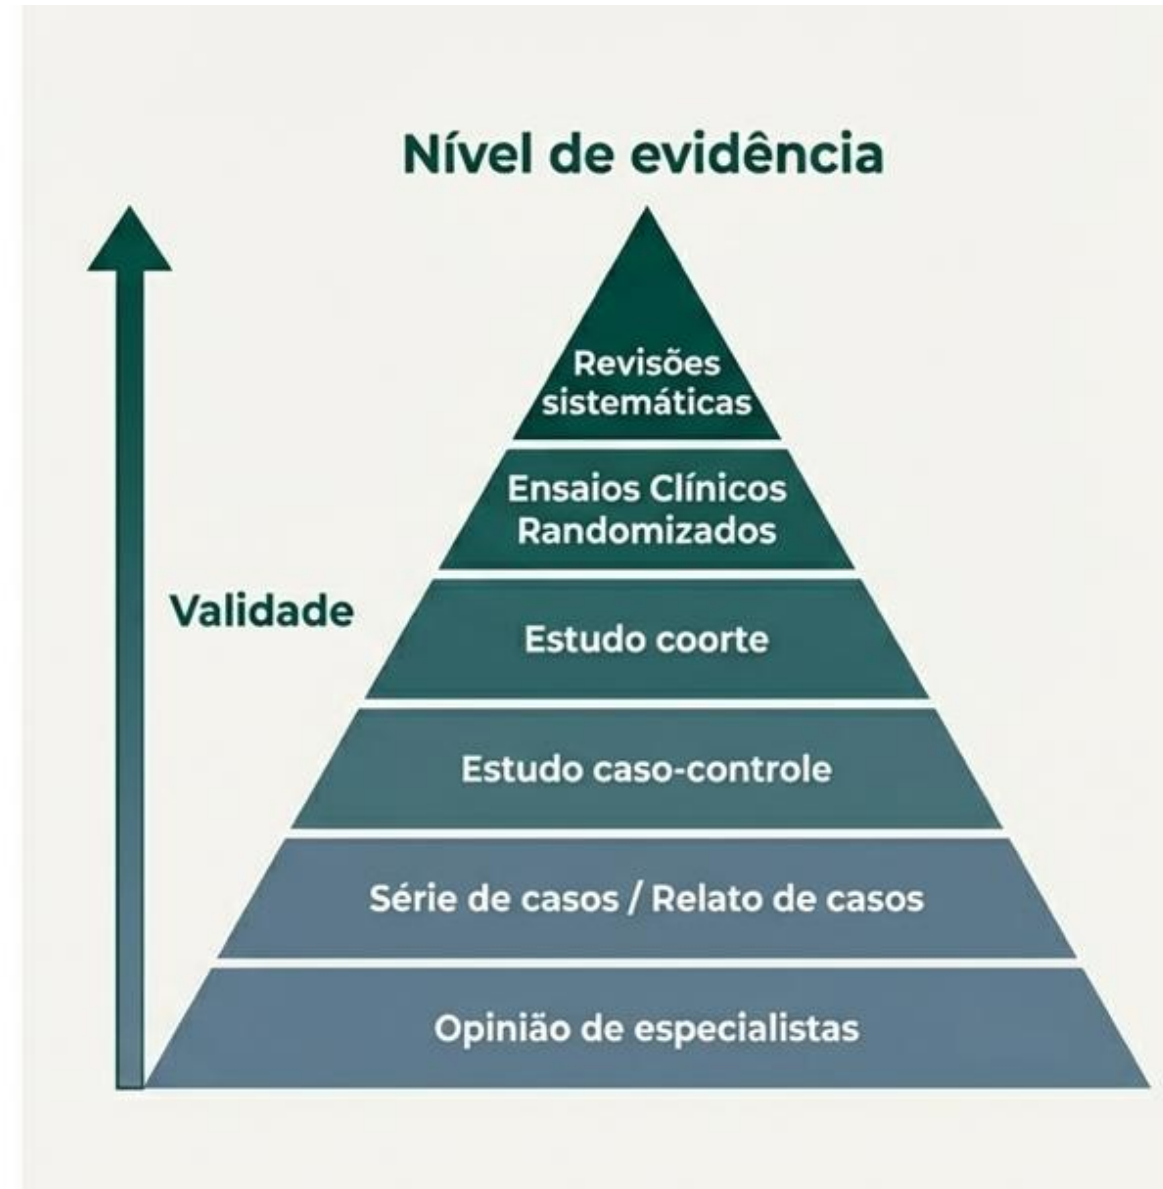 Nível de evidência
Revisões
sistemáticas
Ensaios Clínicos
Randomizados
Validade
Estudo coorte
Estudo caso-controle
Série de casos / Relato de casos
Opinião de especialistas